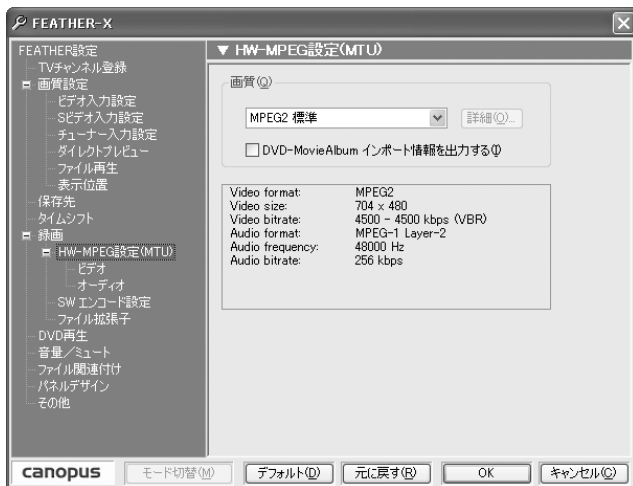 FEATHER-X
FEATHER設定
TVチャンネル登録
画質設定
ビデオ入力設定
Sビデオ入力設定
チューナー入力設定
ダイレクトプレビュー
ファイル再生
表示位置
保存先
タイムシフト
録画
HW-MPEG設定(MTU)
ビデオ
オーディオ
SW エンコード設定
ファイル拡張子
DVD再生
音量／ミュート
ファイル関連付け
パネルデザイン
その他
▼ HW-MPEG設定(MTU)
画質(Q)
MPEG2 標準
詳細(O)...
DVD-MovieAlbum インポート情報を出力する(I)
Video format: MPEG2
Video size: 704 x 480
Video bitrate: 4500 - 4500 kbps (VBR)
Audio format: MPEG-1 Layer-2
Audio frequency: 48000 Hz
Audio bitrate: 256 kbps
canopus モード切替(M) デフォルト(D) 元に戻す(R) OK キャンセル(C)